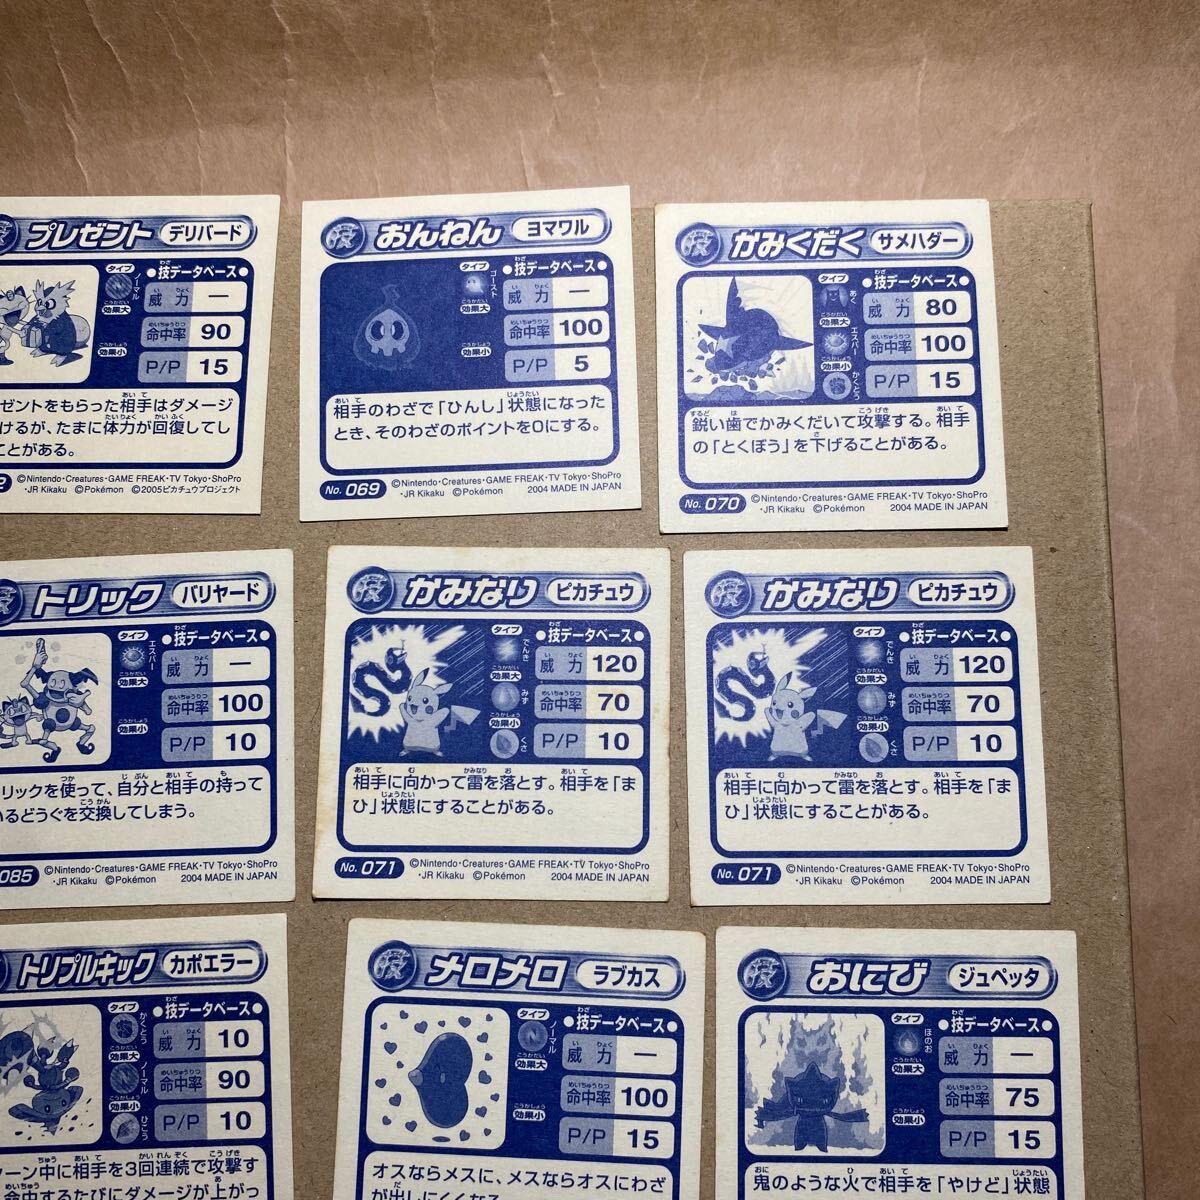 プレゼント デリバード
タイプ ノーマル
●技データベース●
効果大
効果小
威力 —
命中率 90
P/P 15
ゼントをもらった相手はダメージ
けるが、たまに体力が回復してし
ことがある。
©Nintendo・Creatures・GAME FREAK・TV Tokyo・ShoPro
・JR Kikaku ©Pokémon ©2005ピカチュウプロジェクト
技 おんねん ヨマワル
タイプ ゴースト
●技データベース●
効果大
効果小
威力 —
命中率 100
P/P 5
相手のわざで「ひんし」状態になった
とき、そのわざのポイントを0にする。
No. 069
©Nintendo・Creatures・GAME FREAK・TV Tokyo・ShoPro
・JR Kikaku ©Pokémon 2004 MADE IN JAPAN
技 かみくだく サメハダー
タイプ あく
●技データベース●
効果大 エスパー
効果小 かくとう
威力 80
命中率 100
P/P 15
鋭い歯でかみくだいて攻撃する。相手
の「とくぼう」を下げることがある。
No. 070
©Nintendo・Creatures・GAME FREAK・TV Tokyo・ShoPro
・JR Kikaku ©Pokémon 2004 MADE IN JAPAN
トリック バリヤード
タイプ エスパー
●技データベース●
効果大
効果小
威力 —
命中率 100
P/P 10
リックを使って、自分と相手の持って
いるどうぐを交換してしまう。
085
©Nintendo・Creatures・GAME FREAK・TV Tokyo・ShoPro
・JR Kikaku ©Pokémon 2004 MADE IN JAPAN
技 かみなり ピカチュウ
タイプ でんき
●技データベース●
効果大 みず
効果小 くさ
威力 120
命中率 70
P/P 10
相手に向かって雷を落とす。相手を「ま
ひ」状態にすることがある。
No. 071
©Nintendo・Creatures・GAME FREAK・TV Tokyo・ShoPro
・JR Kikaku ©Pokémon 2004 MADE IN JAPAN
技 かみなり ピカチュウ
タイプ でんき
●技データベース●
効果大 みず
効果小 くさ
威力 120
命中率 70
P/P 10
相手に向かって雷を落とす。相手を「ま
ひ」状態にすることがある。
No. 071
©Nintendo・Creatures・GAME FREAK・TV Tokyo・ShoPro
・JR Kikaku ©Pokémon 2004 MADE IN JAPAN
トリプルキック カポエラー
タイプ かくとう
●技データベース●
効果大 ノーマル
効果小 ひこう
威力 10
命中率 90
P/P 10
ーン中に相手を3回連続で攻撃す
命中するたびにダメージが上がっ
技 メロメロ ラブカス
タイプ ノーマル
●技データベース●
効果大
効果小
威力 —
命中率 100
P/P 15
オスならメスに、メスならオスにわざ
が出しにくくなる
技 おにび ジュペッタ
タイプ ほのお
●技データベース●
効果大
効果小
威力 —
命中率 75
P/P 15
鬼のような火で相手を「やけど」状態